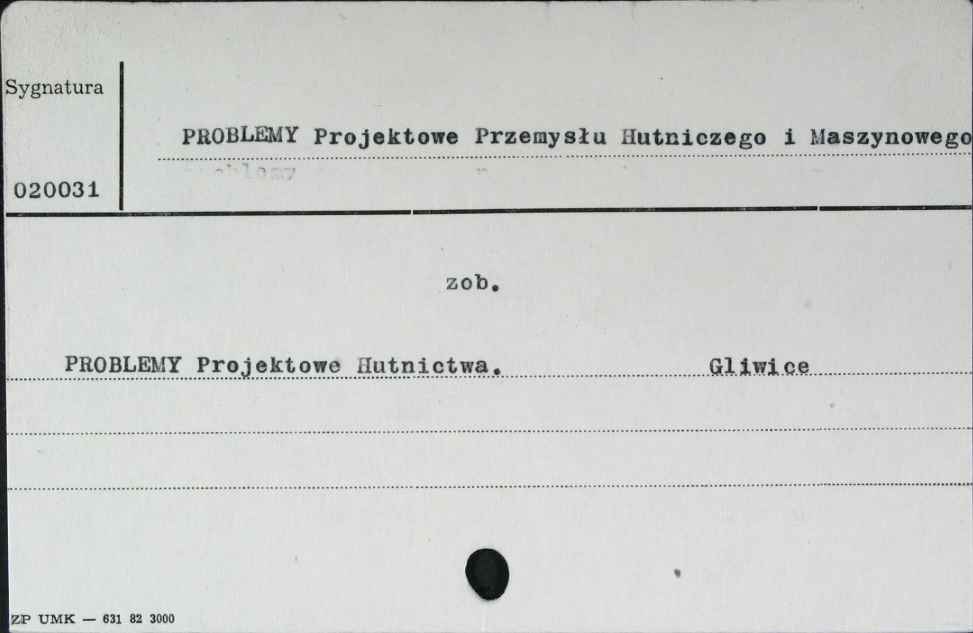 Sygnatura
PROBLEMY Projektowe Przemysłu Hutniczego i Maszynowego
020031
zob.
PROBLEMY Projektowe Hutnictwa. Gliwice
ZP UMK — 631 82 3000